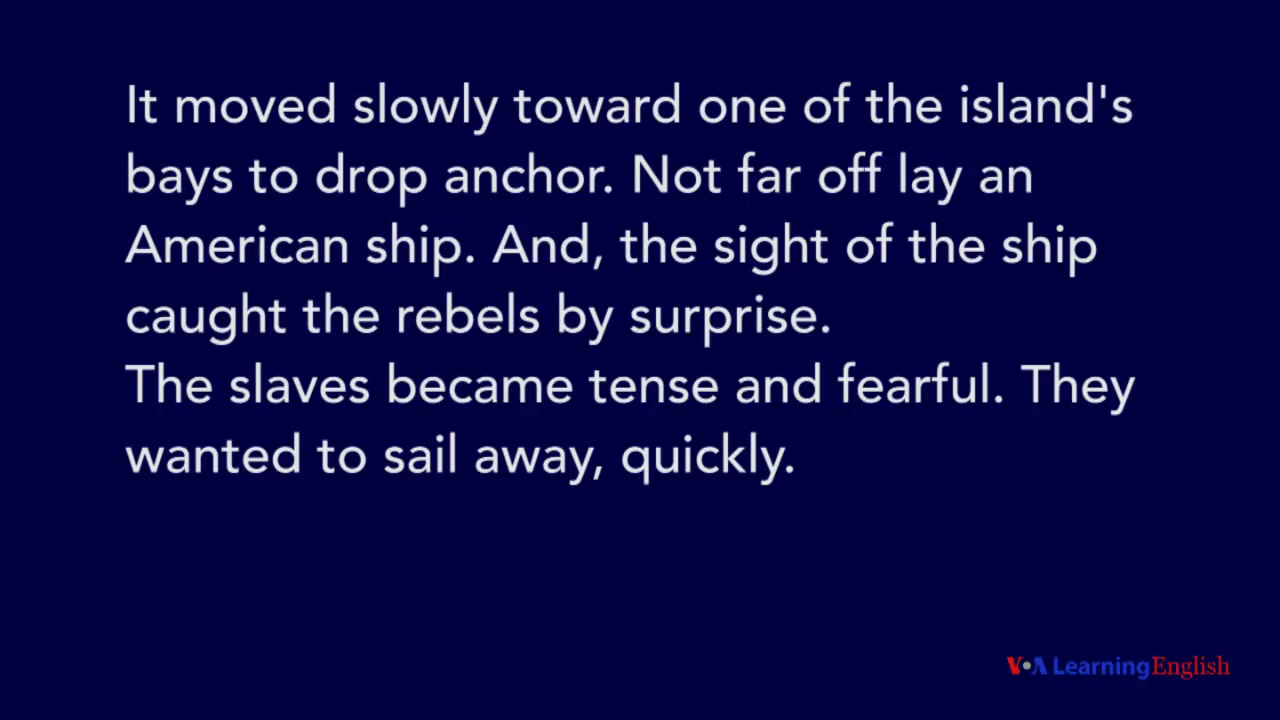 It moved slowly toward one of the island's
bays to drop anchor. Not far off lay an
American ship. And, the sight of the ship
caught the rebels by surprise.
The slaves became tense and fearful. They
wanted to sail away, quickly.
VOA Learning English